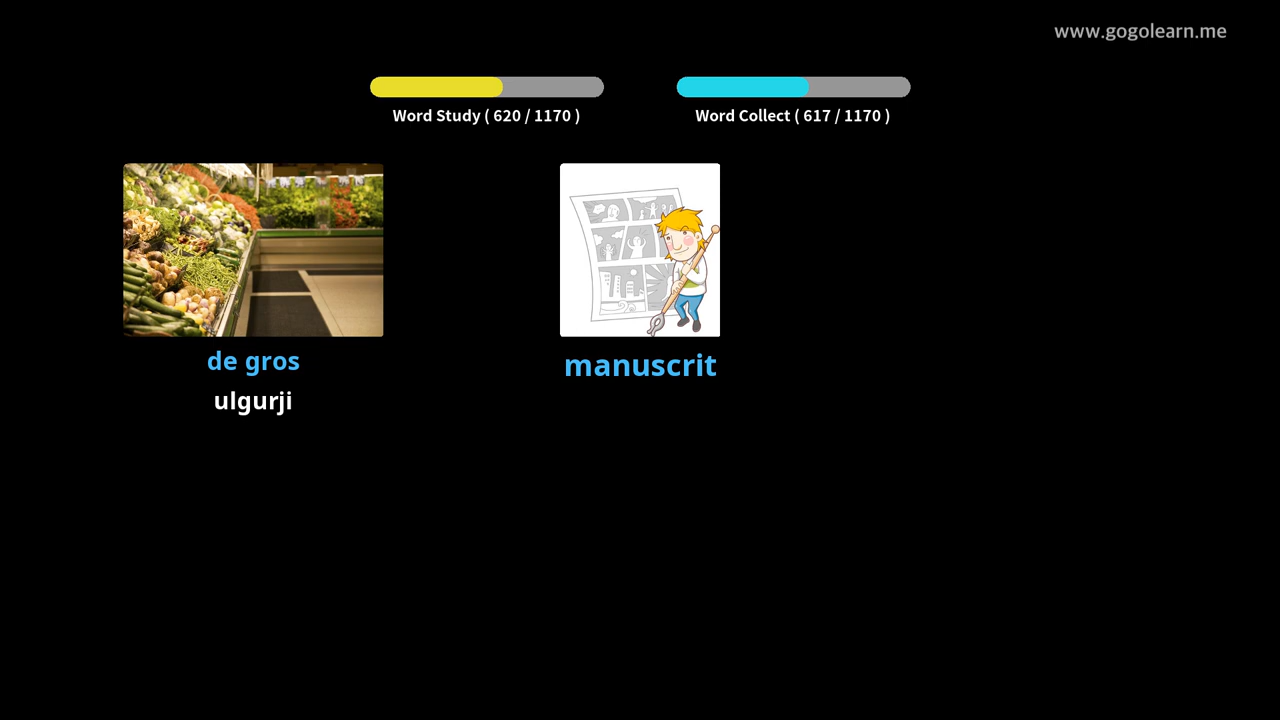 www.gogolearn.me
Word Study ( 620 / 1170 )
Word Collect ( 617 / 1170 )
de gros
ulgurji
manuscrit